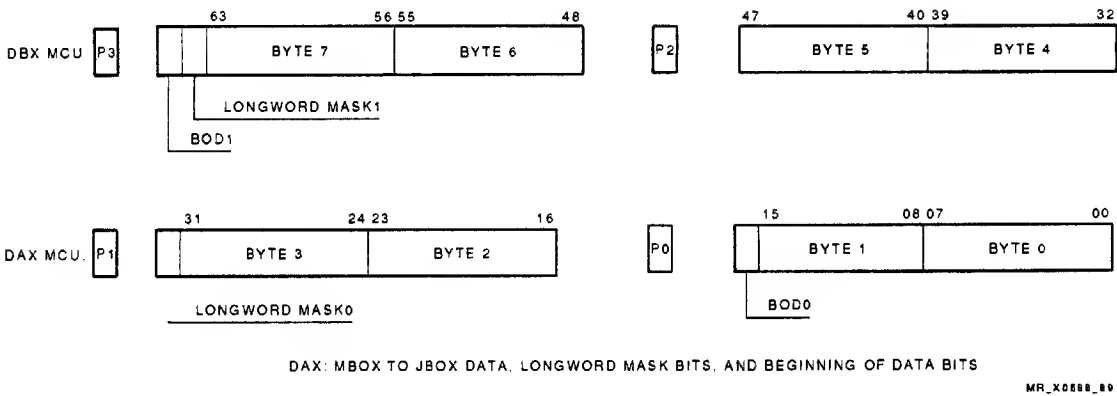 63 56 55 48 47 40 39 32
DBX MCU P3 BYTE 7 BYTE 6 P2 BYTE 5 BYTE 4
LONGWORD MASK1
BOD1
31 24 23 16 15 08 07 00
DAX MCU. P1 BYTE 3 BYTE 2 P0 BYTE 1 BYTE 0
LONGWORD MASK0
BOD0
DAX: MBOX TO JBOX DATA, LONGWORD MASK BITS, AND BEGINNING OF DATA BITS